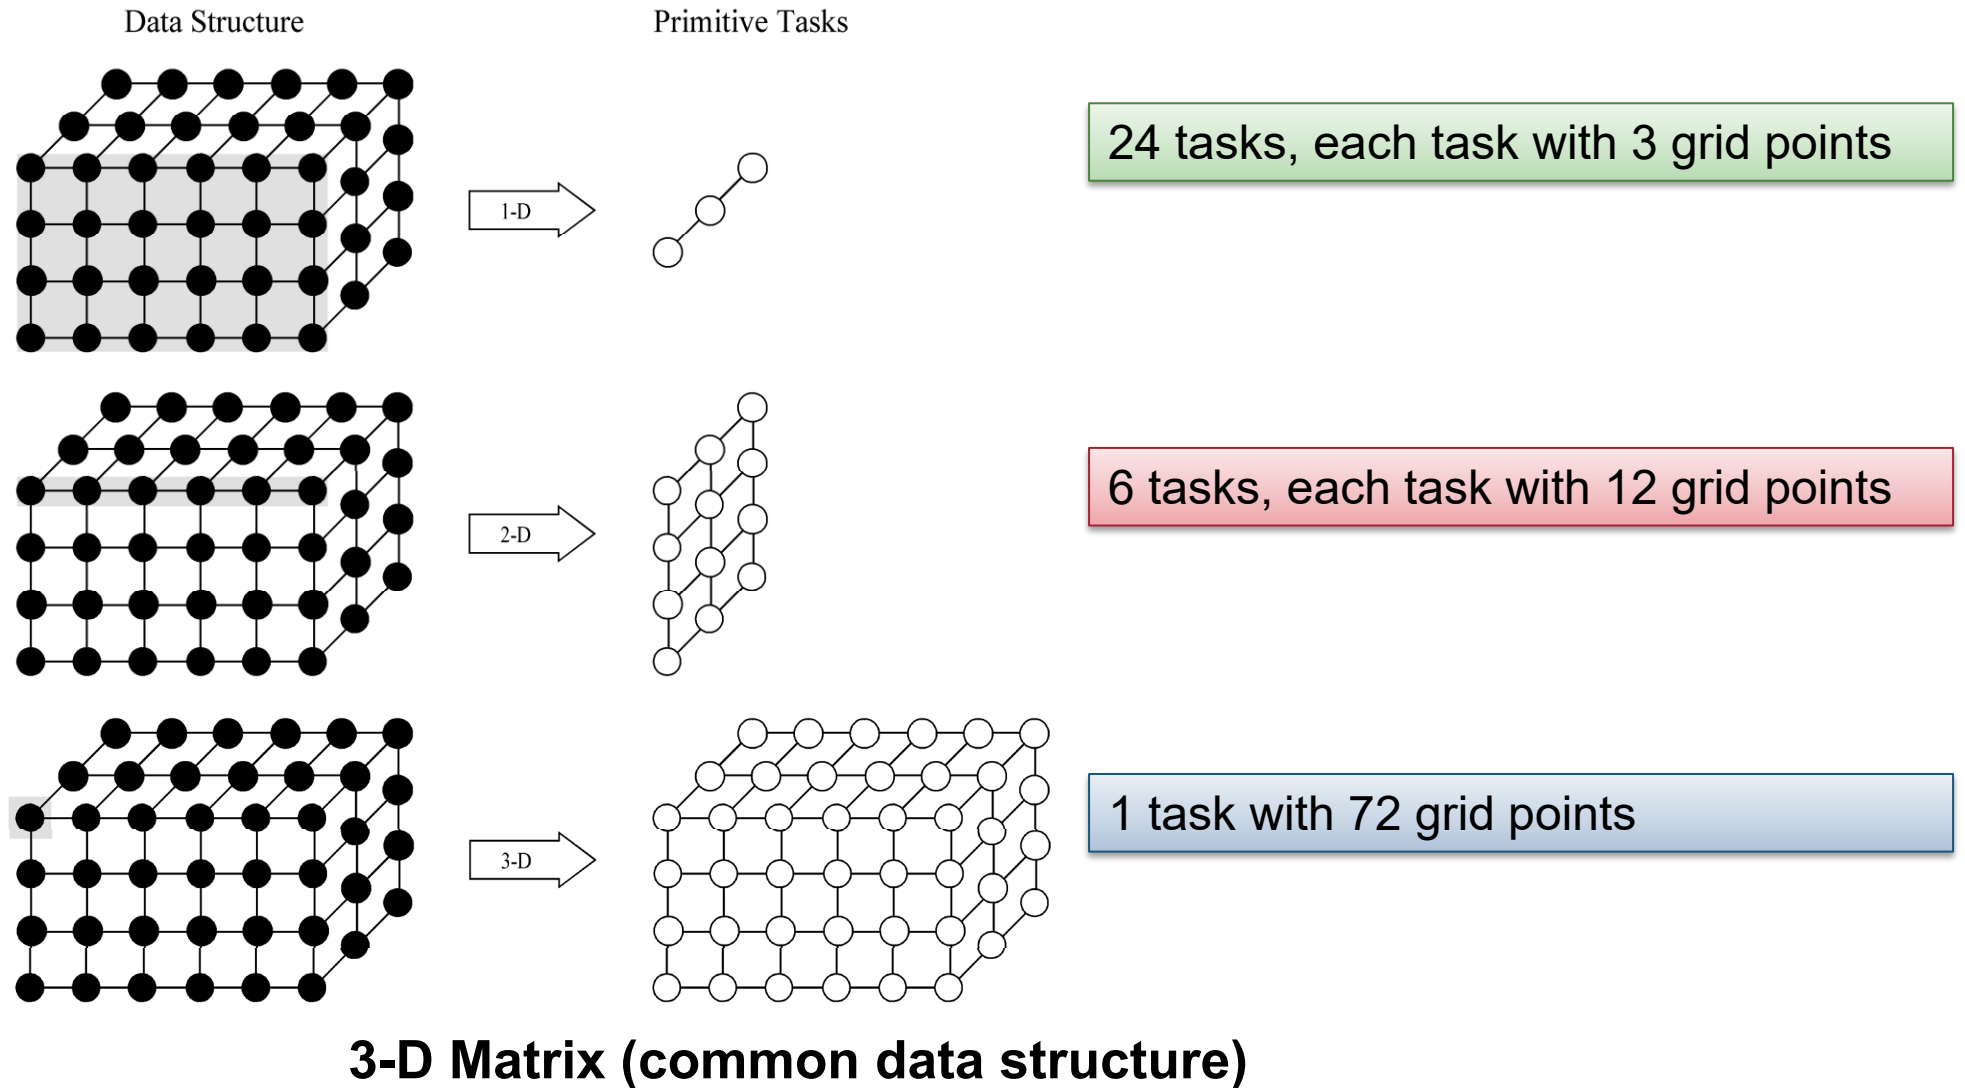 Data Structure
Primitive Tasks
1-D
24 tasks, each task with 3 grid points
2-D
6 tasks, each task with 12 grid points
3-D
1 task with 72 grid points
3-D Matrix (common data structure)